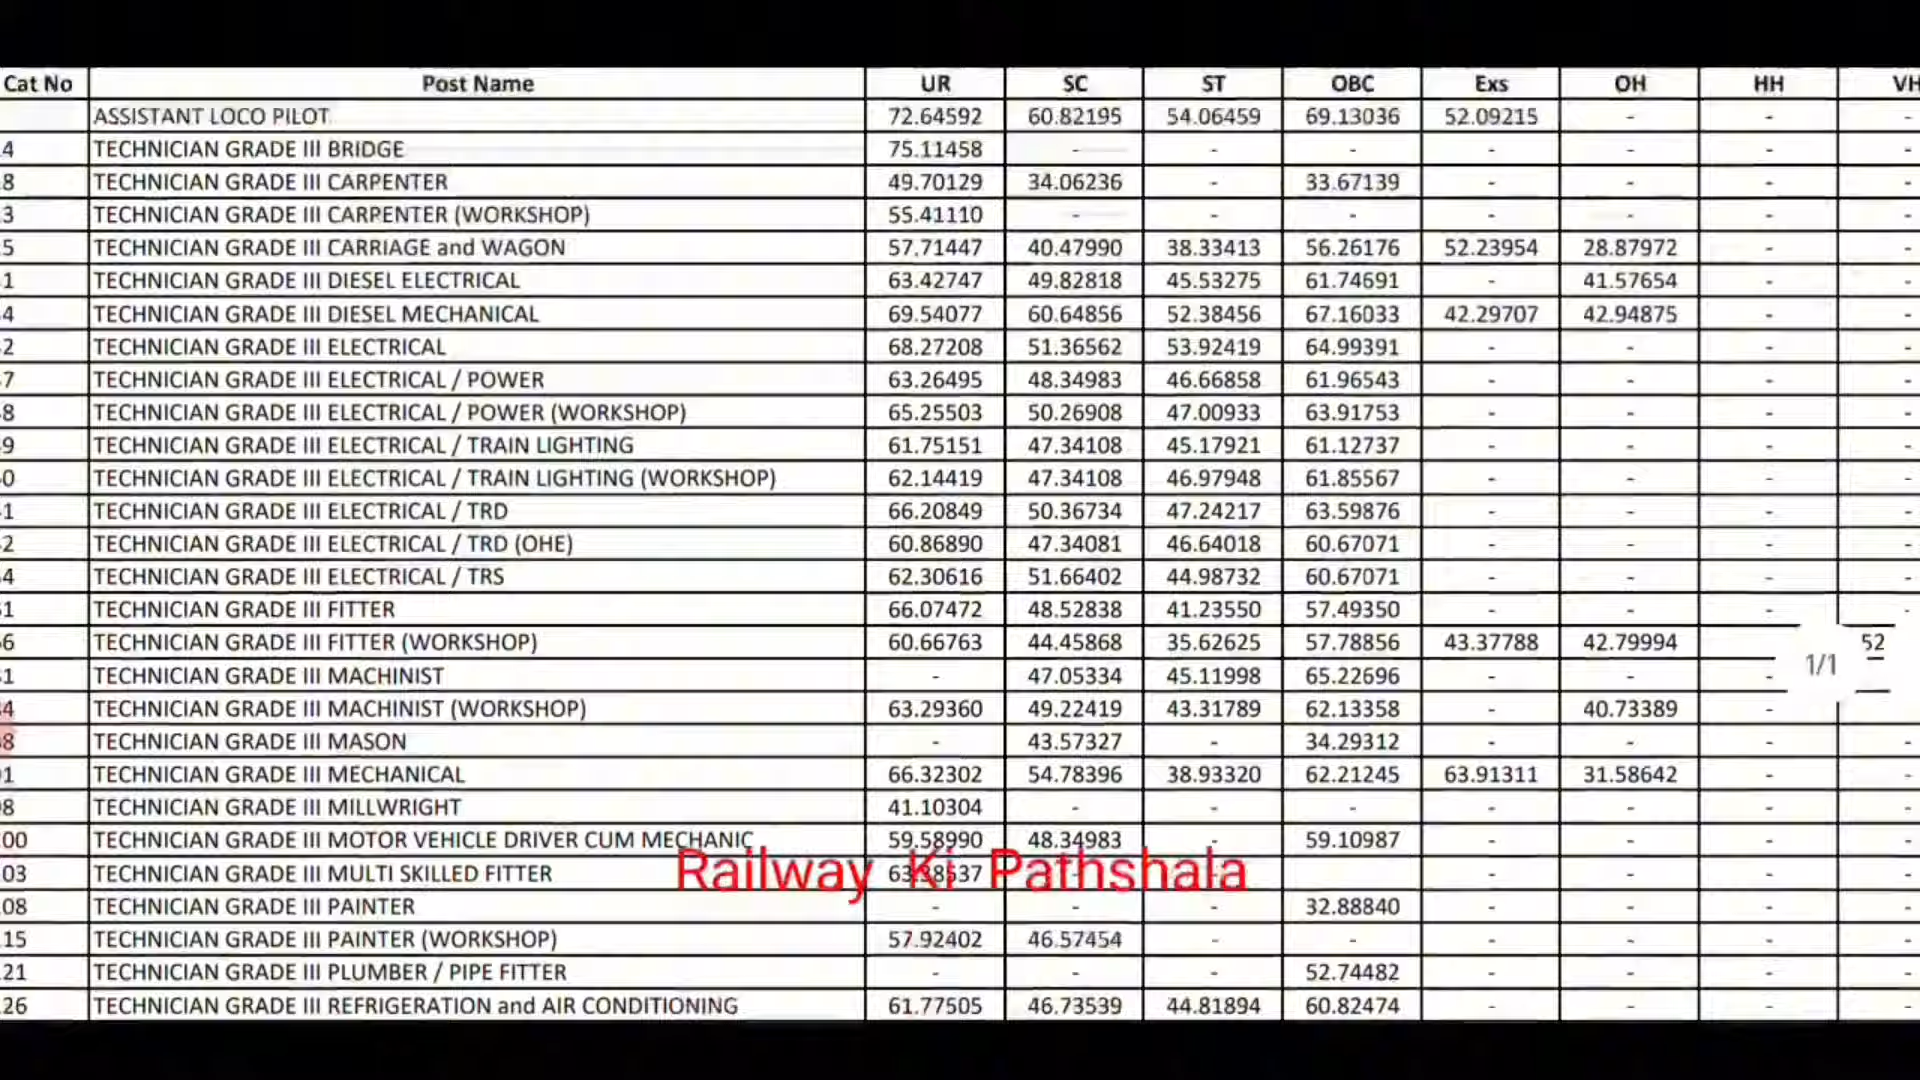 Cat No Post Name UR SC ST OBC Exs OH HH VH
ASSISTANT LOCO PILOT 72.64592 60.82195 54.06459 69.13036 52.09215 - - -
4 TECHNICIAN GRADE III BRIDGE 75.11458 - - - - - - -
8 TECHNICIAN GRADE III CARPENTER 49.70129 34.06236 - 33.67139 - - - -
3 TECHNICIAN GRADE III CARPENTER (WORKSHOP) 55.41110 - - - - - - -
5 TECHNICIAN GRADE III CARRIAGE and WAGON 57.71447 40.47990 38.33413 56.26176 52.23954 28.87972 - -
1 TECHNICIAN GRADE III DIESEL ELECTRICAL 63.42747 49.82818 45.53275 61.74691 - 41.57654 - -
4 TECHNICIAN GRADE III DIESEL MECHANICAL 69.54077 60.64856 52.38456 67.16033 42.29707 42.94875 - -
2 TECHNICIAN GRADE III ELECTRICAL 68.27208 51.36562 53.92419 64.99391 - - - -
7 TECHNICIAN GRADE III ELECTRICAL / POWER 63.26495 48.34983 46.66858 61.96543 - - - -
8 TECHNICIAN GRADE III ELECTRICAL / POWER (WORKSHOP) 65.25503 50.26908 47.00933 63.91753 - - - -
9 TECHNICIAN GRADE III ELECTRICAL / TRAIN LIGHTING 61.75151 47.34108 45.17921 61.12737 - - - -
0 TECHNICIAN GRADE III ELECTRICAL / TRAIN LIGHTING (WORKSHOP) 62.14419 47.34108 46.97948 61.85567 - - - -
1 TECHNICIAN GRADE III ELECTRICAL / TRD 66.20849 50.36734 47.24217 63.59876 - - - -
2 TECHNICIAN GRADE III ELECTRICAL / TRD (OHE) 60.86890 47.34081 46.64018 60.67071 - - - -
4 TECHNICIAN GRADE III ELECTRICAL / TRS 62.30616 51.66402 44.98732 60.67071 - - - -
1 TECHNICIAN GRADE III FITTER 66.07472 48.52838 41.23550 57.49350 - - - -
6 TECHNICIAN GRADE III FITTER (WORKSHOP) 60.66763 44.45868 35.62625 57.78856 43.37788 42.79994 52
1 TECHNICIAN GRADE III MACHINIST - 47.05334 45.11998 65.22696 - - -
1/1
4 TECHNICIAN GRADE III MACHINIST (WORKSHOP) 63.29360 49.22419 43.31789 62.13358 - 40.73389 -
8 TECHNICIAN GRADE III MASON - 43.57327 - 34.29312 - - - -
1 TECHNICIAN GRADE III MECHANICAL 66.32302 54.78396 38.93320 62.21245 63.91311 31.58642 - -
8 TECHNICIAN GRADE III MILLWRIGHT 41.10304 - - - - - - -
00 TECHNICIAN GRADE III MOTOR VEHICLE DRIVER CUM MECHANIC 59.58990 48.34983 - 59.10987 - - - -
03 TECHNICIAN GRADE III MULTI SKILLED FITTER - - - - -
Railway Ki Pathshala
08 TECHNICIAN GRADE III PAINTER - - - 32.88840 - - - -
15 TECHNICIAN GRADE III PAINTER (WORKSHOP) 57.92402 46.57454 - - - - - -
21 TECHNICIAN GRADE III PLUMBER / PIPE FITTER - - - 52.74482 - - - -
26 TECHNICIAN GRADE III REFRIGERATION and AIR CONDITIONING 61.77505 46.73539 44.81894 60.82474 - - - -